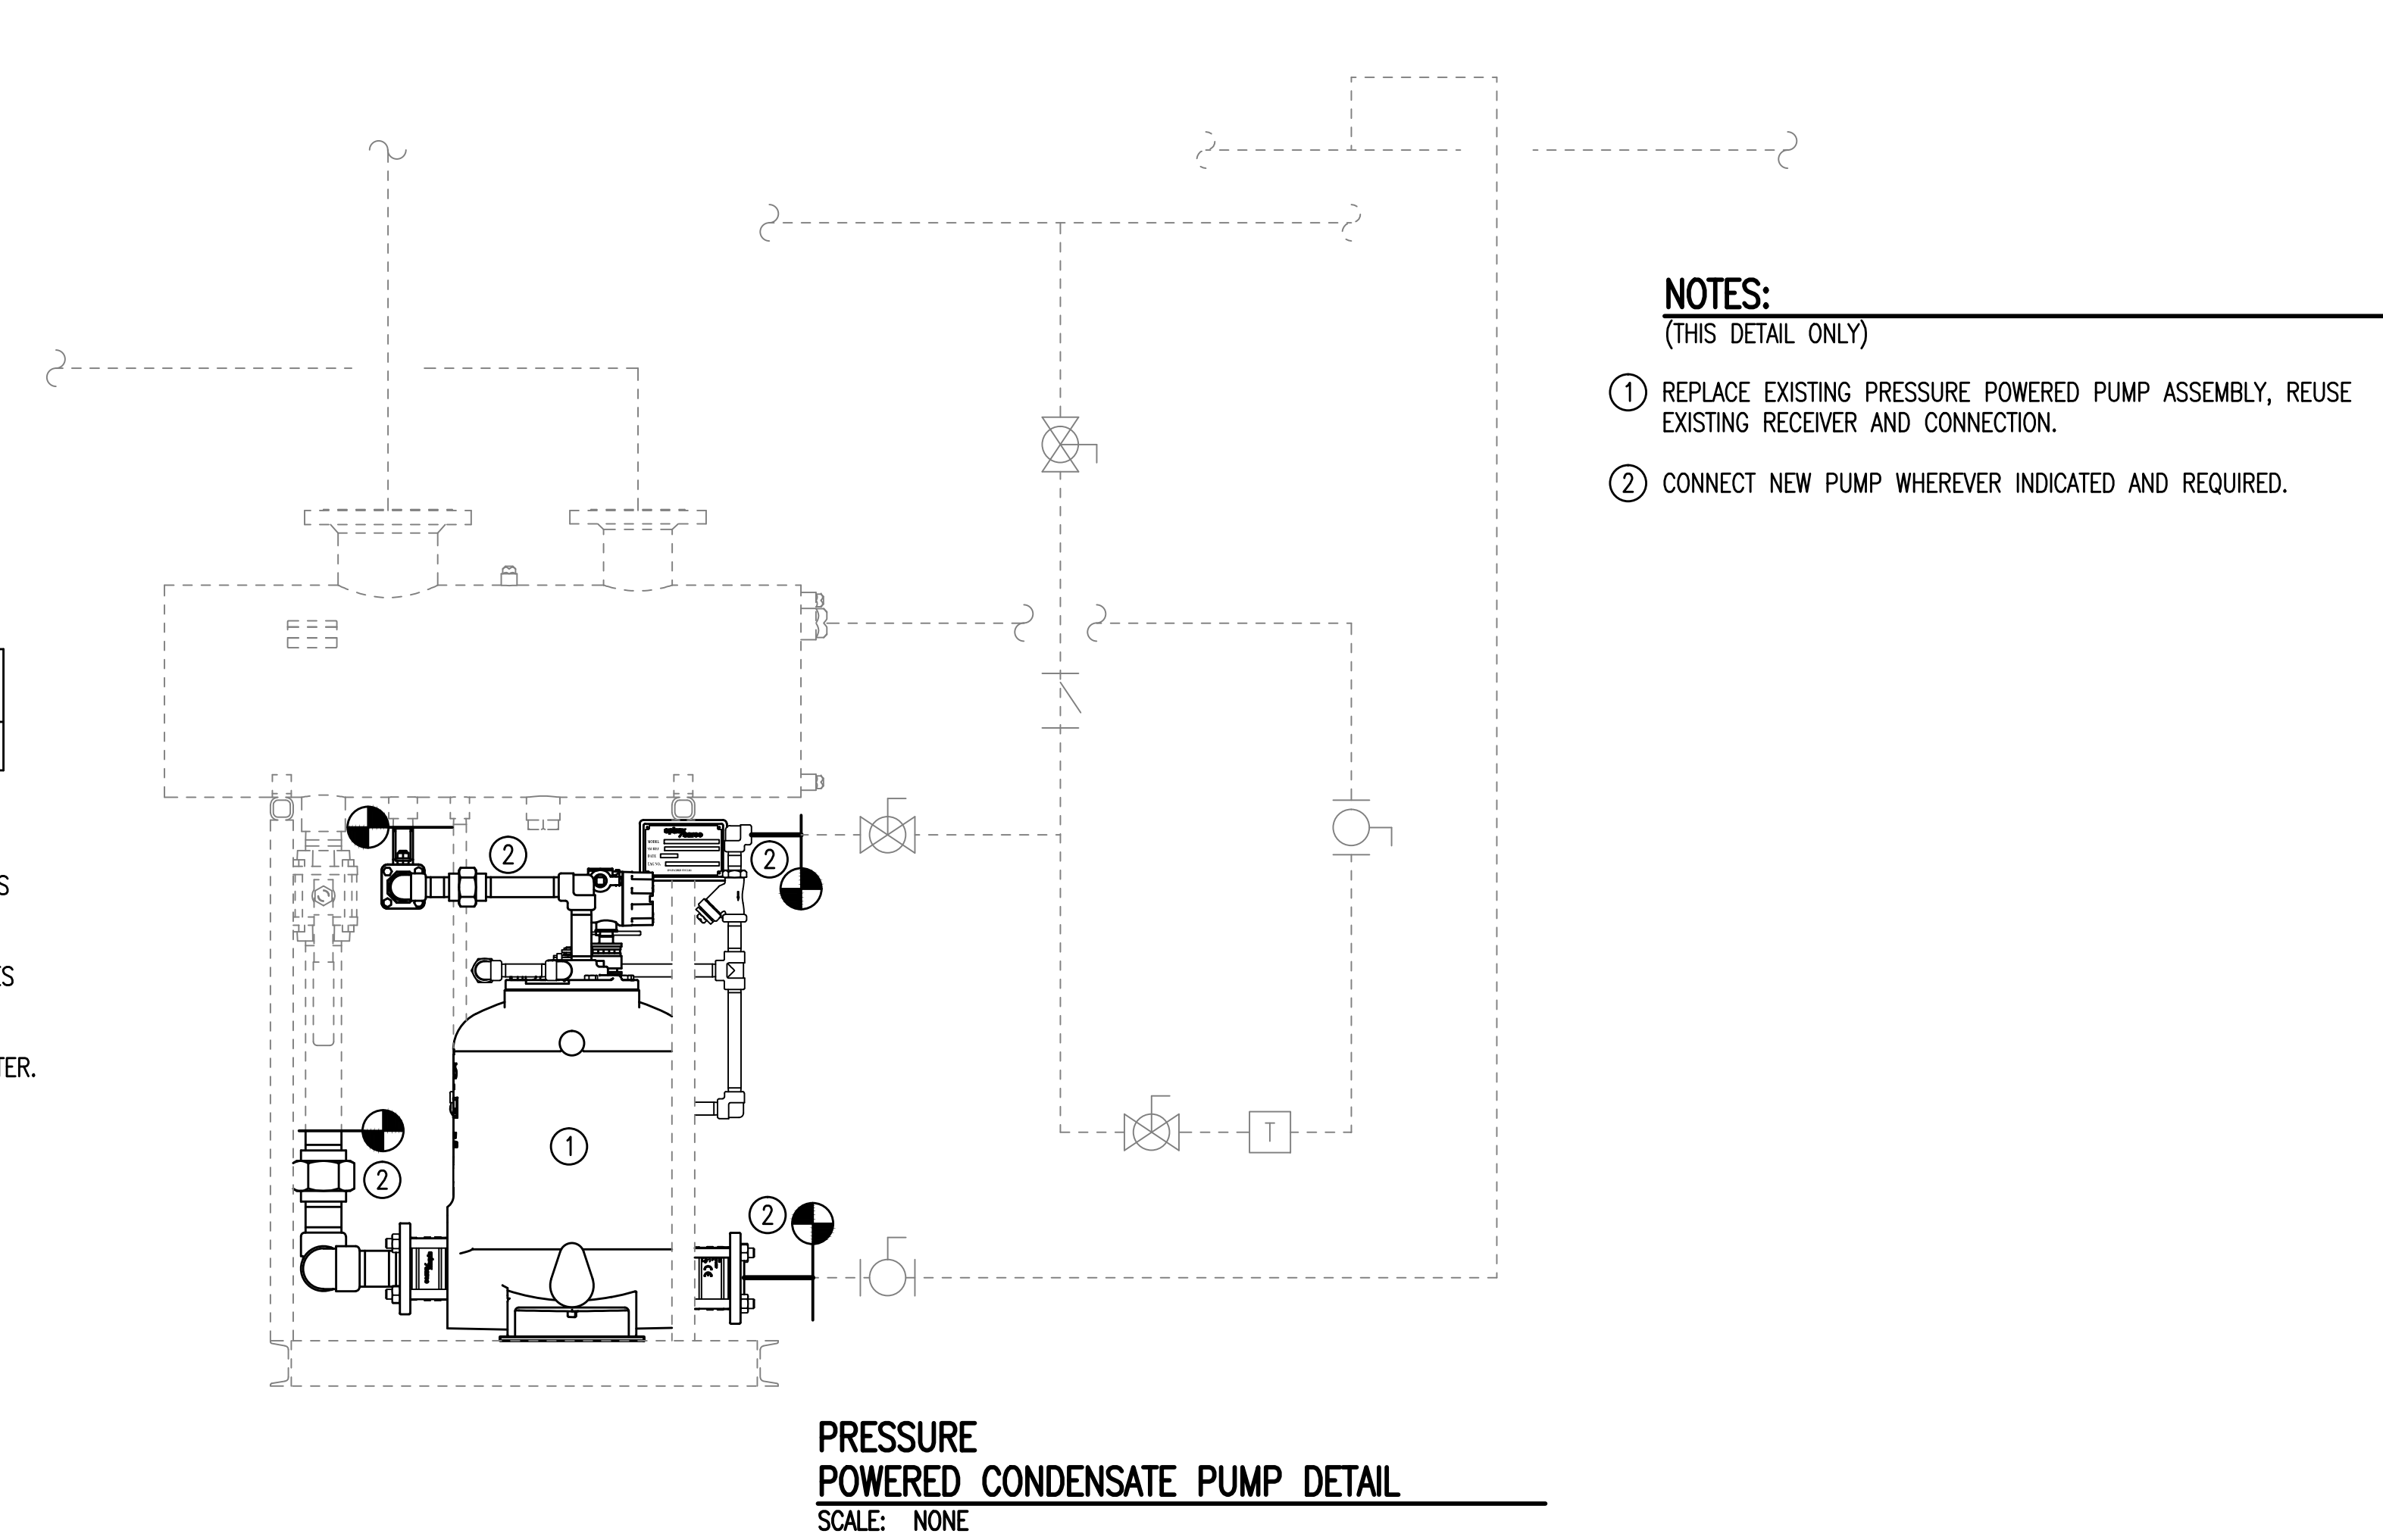 NOTES:
(THIS DETAIL ONLY)
1 REPLACE EXISTING PRESSURE POWERED PUMP ASSEMBLY, REUSE
EXISTING RECEIVER AND CONNECTION.
2 CONNECT NEW PUMP WHEREVER INDICATED AND REQUIRED.
2
2
S
ES
TER.
1
2
2
T
PRESSURE
POWERED CONDENSATE PUMP DETAIL
SCALE: NONE